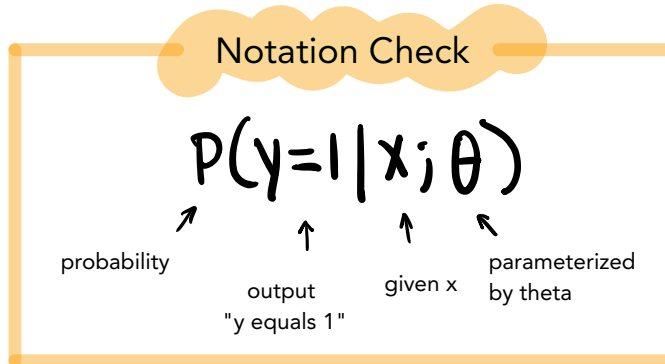 Notation Check
P(y=1|x;θ)
probability
output
"y equals 1"
given x
parameterized
by theta